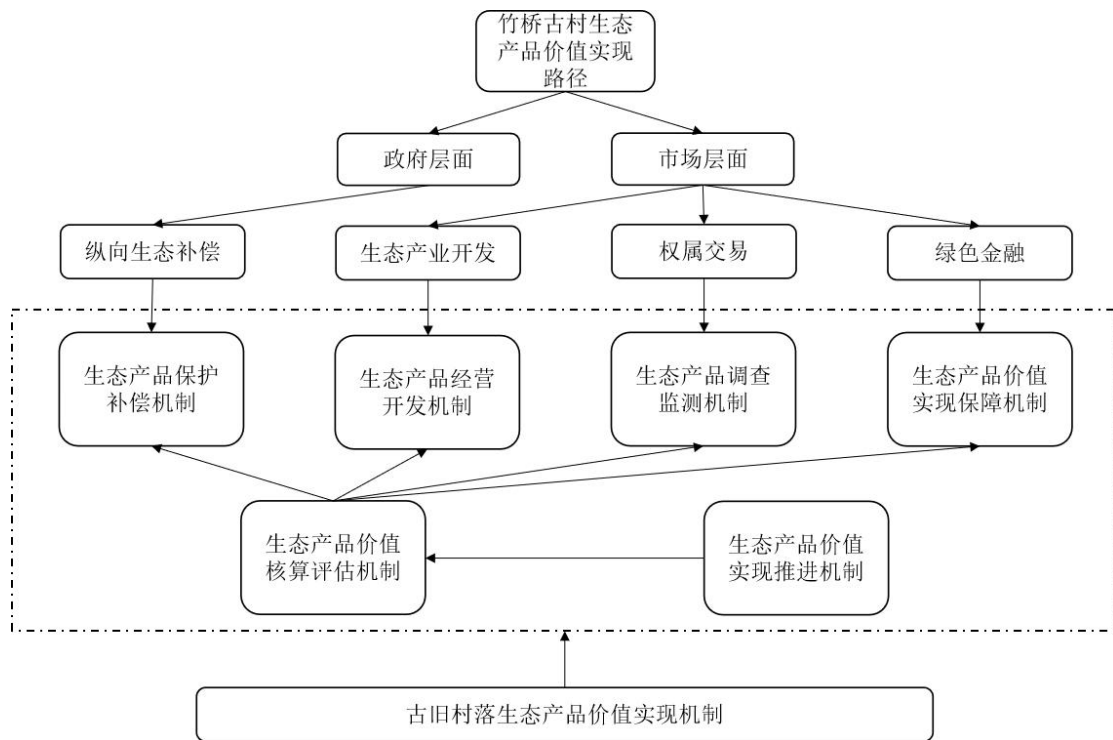 竹桥古村生态
产品价值实现
路径
政府层面
市场层面
纵向生态补偿
生态产业开发
权属交易
绿色金融
生态产品保护
补偿机制
生态产品经营
开发机制
生态产品调查
监测机制
生态产品价值
实现保障机制
生态产品价值
核算评估机制
生态产品价值
实现推进机制
古旧村落生态产品价值实现机制